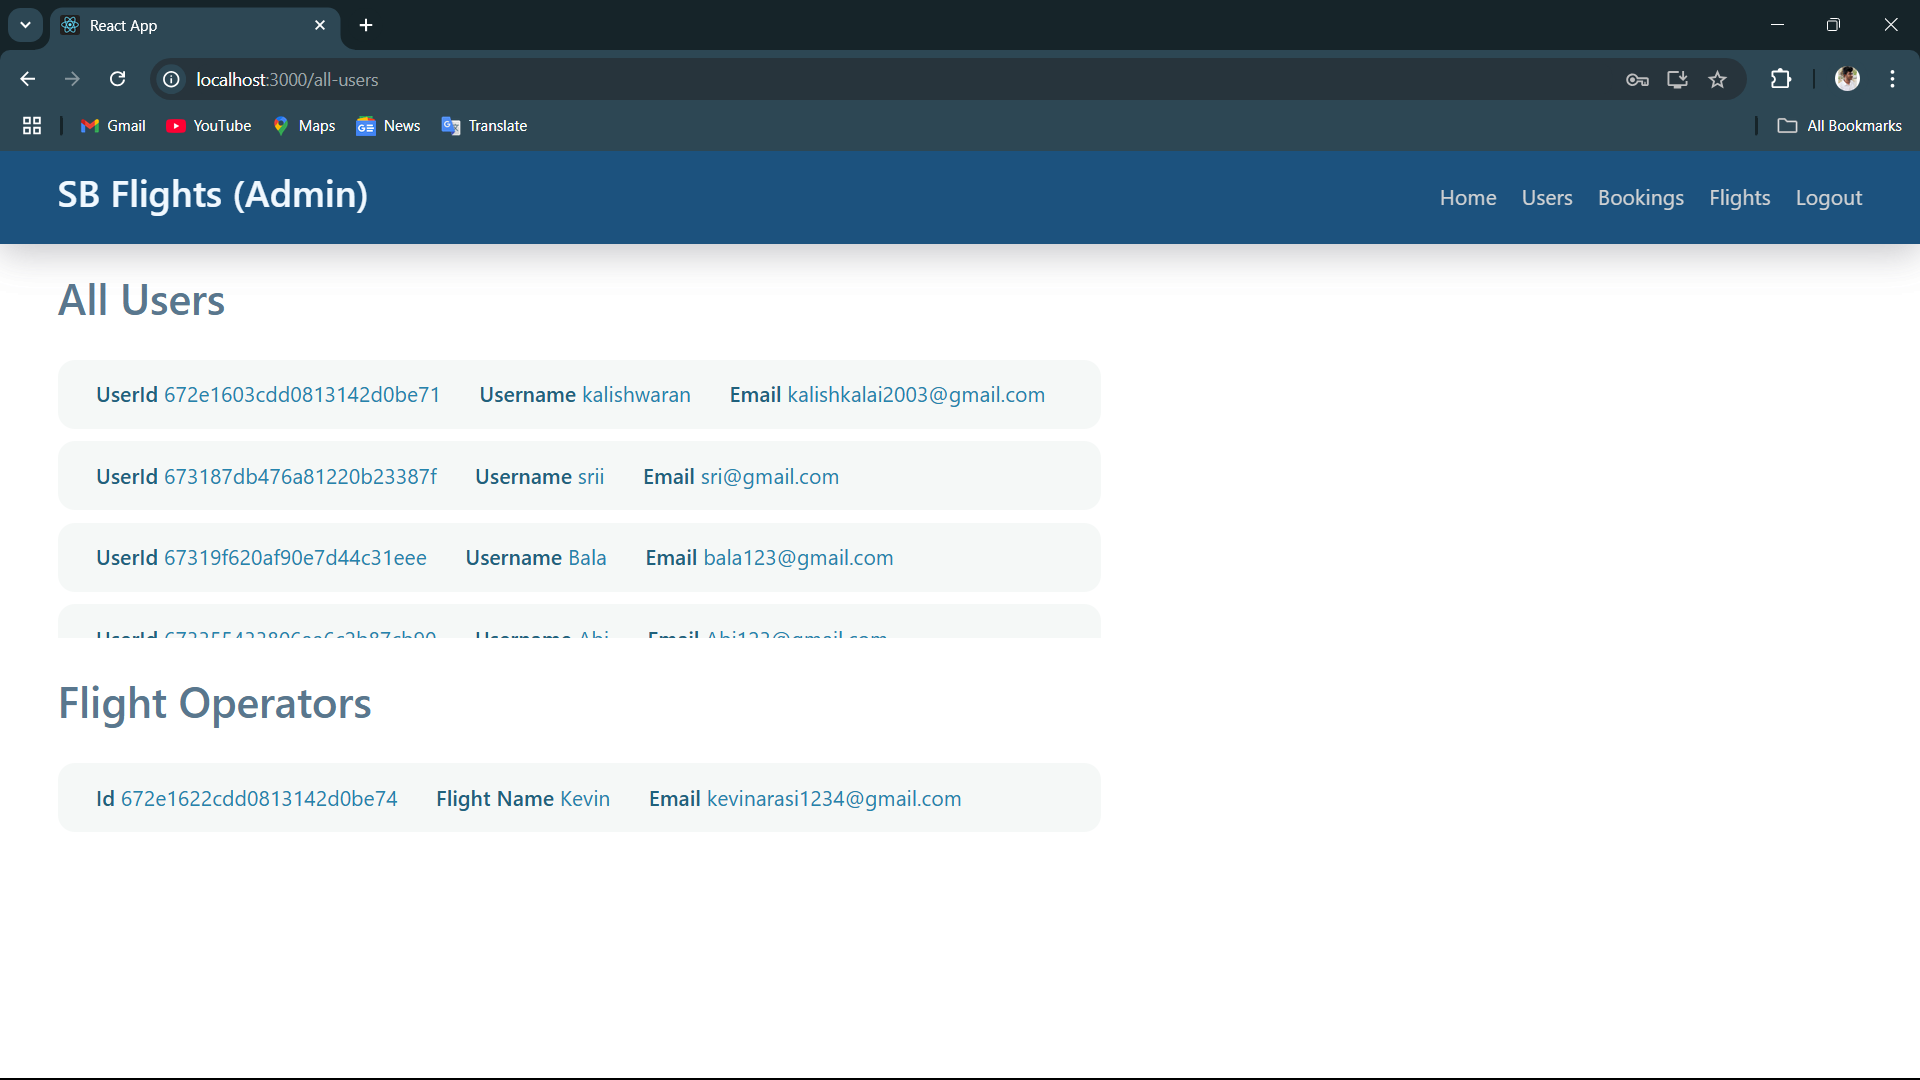 React App
localhost:3000/all-users
Gmail YouTube Maps News Translate All Bookmarks
SB Flights (Admin) Home Users Bookings Flights Logout
All Users
UserId 672e1603cdd0813142d0be71 Username kalishwaran Email kalishkalai2003@gmail.com
UserId 673187db476a81220b23387f Username srii Email sri@gmail.com
UserId 67319f620af90e7d44c31eee Username Bala Email bala123@gmail.com
UserId Username Abi Email Abi123@gmail.com
Flight Operators
Id 672e1622cdd0813142d0be74 Flight Name Kevin Email kevinarasi1234@gmail.com